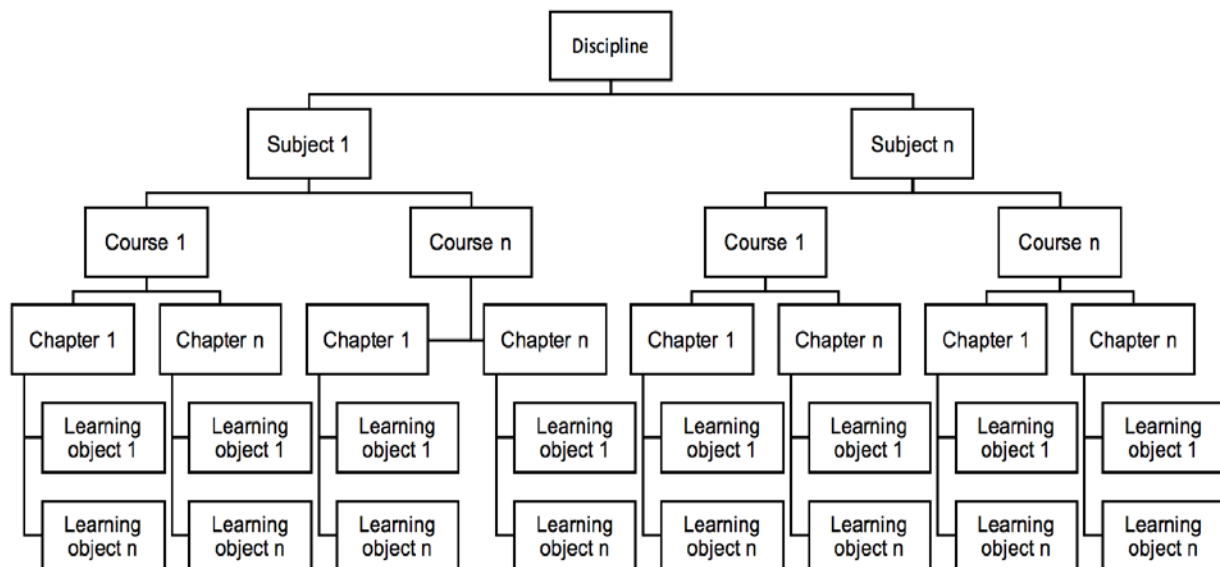 Discipline
Subject 1
Subject n
Course 1
Course n
Course 1
Course n
Chapter 1
Chapter n
Chapter 1
Chapter n
Chapter 1
Chapter n
Chapter 1
Chapter n
Learning
object 1
Learning
object 1
Learning
object 1
Learning
object 1
Learning
object 1
Learning
object 1
Learning
object 1
Learning
object 1
Learning
object n
Learning
object n
Learning
object n
Learning
object n
Learning
object n
Learning
object n
Learning
object n
Learning
object n